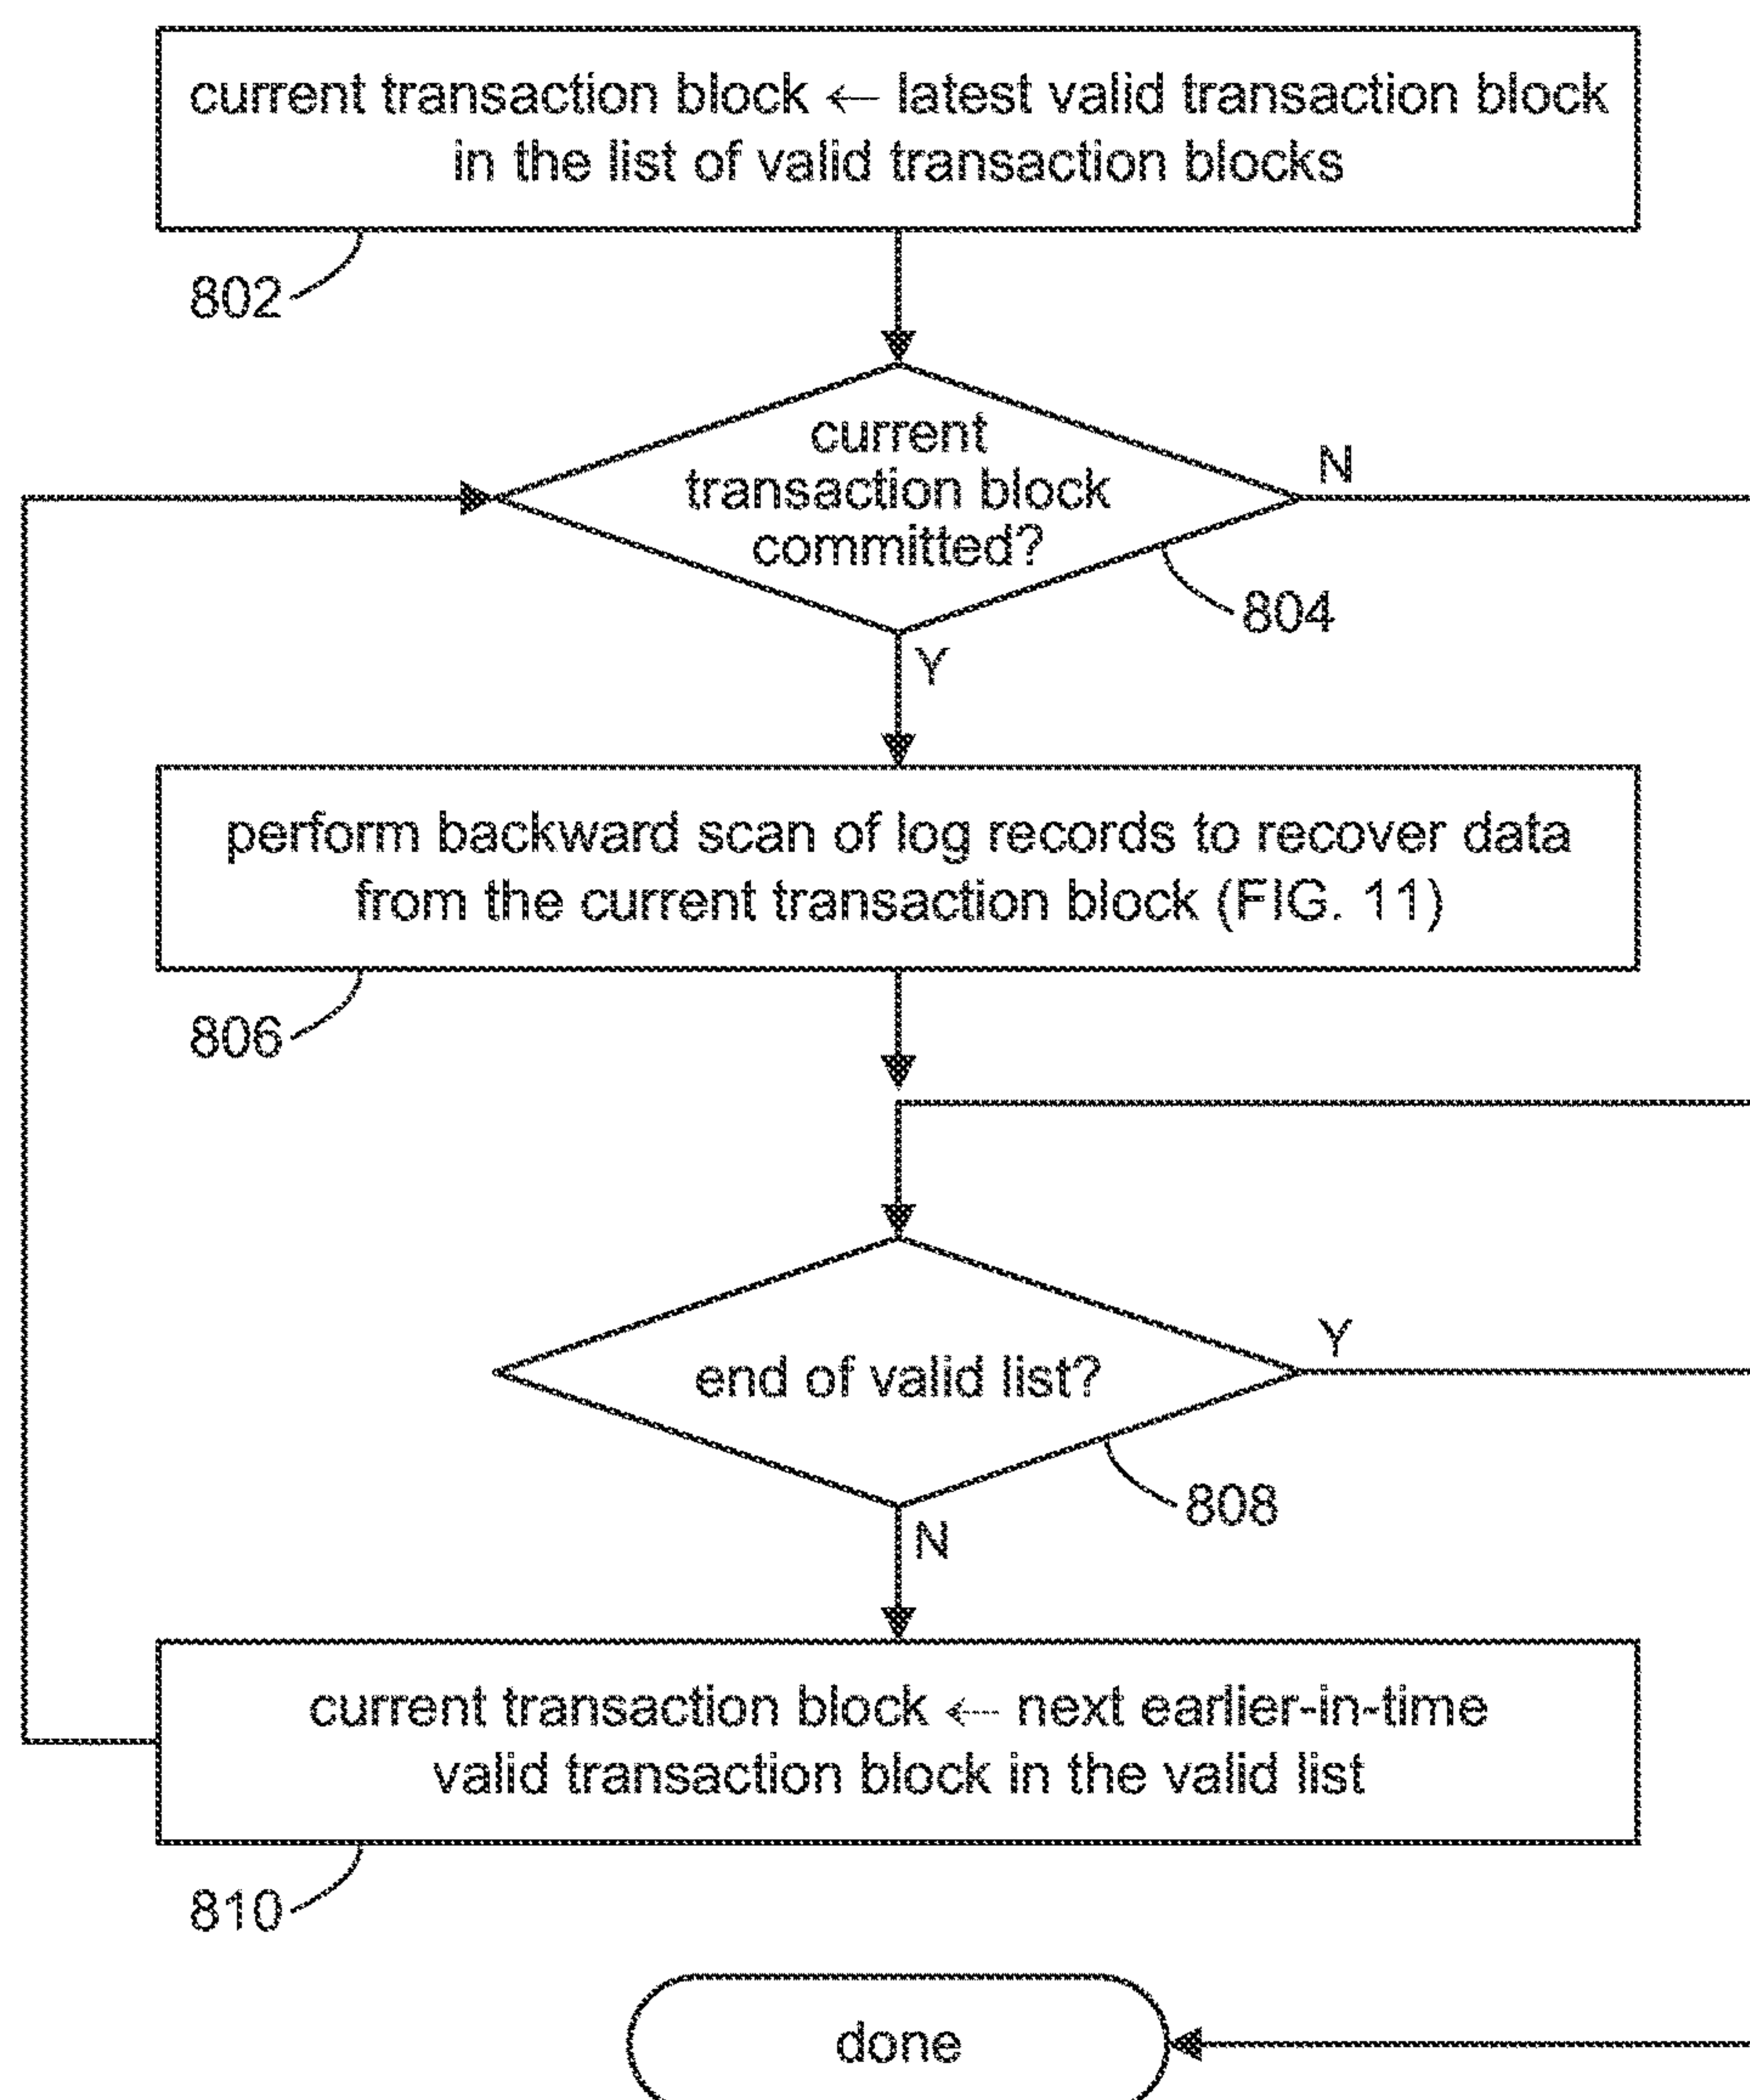 current transaction block ← latest valid transaction block
in the list of valid transaction blocks
802
current
transaction block
committed?
N
804
Y
perform backward scan of log records to recover data
from the current transaction block (FIG. 11)
806
end of valid list?
Y
808
N
current transaction block ← next earlier-in-time
valid transaction block in the valid list
810
done